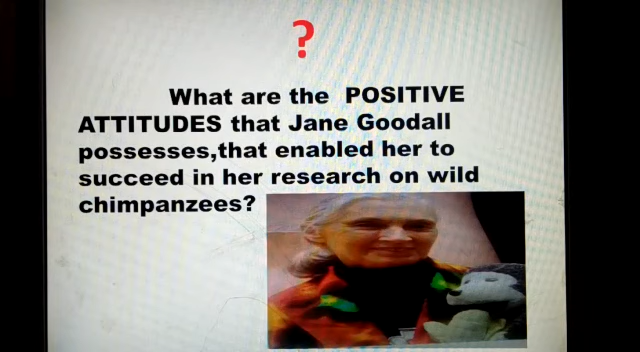 ?
What are the POSITIVE
ATTITUDES that Jane Goodall
possesses,that enabled her to
succeed in her research on wild
chimpanzees?